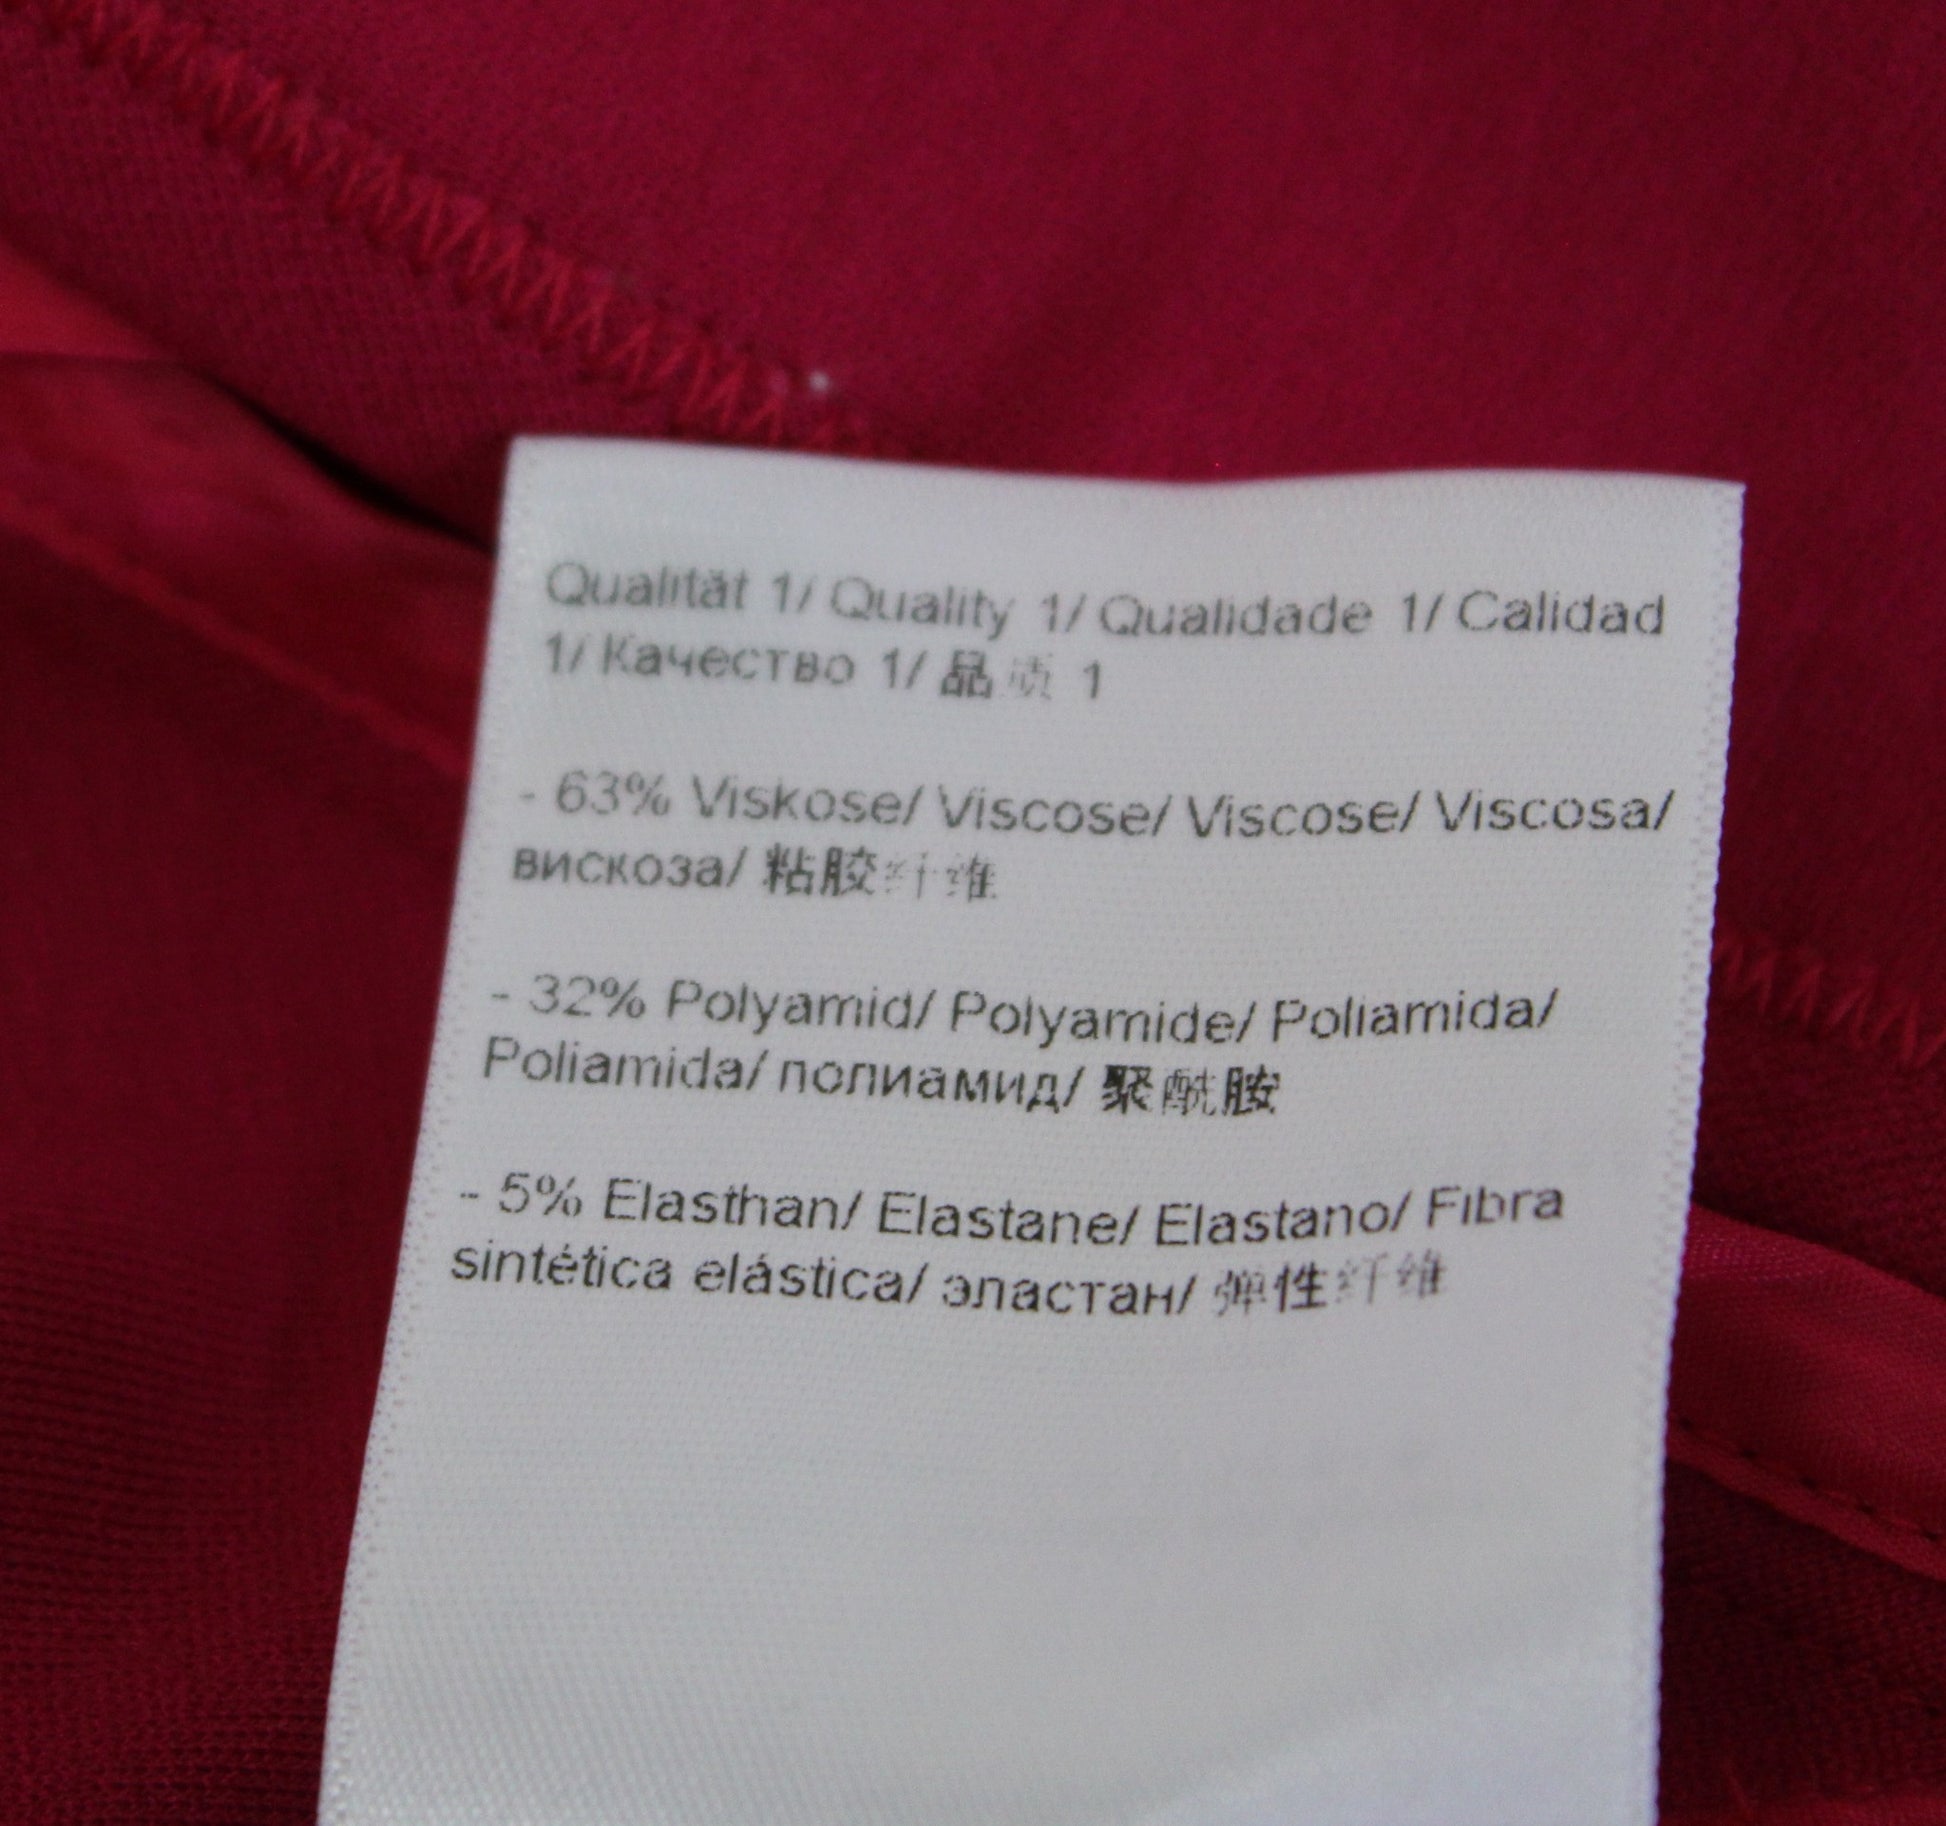 Qualität 1/ Quality 1/ Qualidade 1/ Calidad
1/ Качество 1/ 品质 1
- 63% Viskose/ Viscose/ Viscose/ Viscosa/
вискоза/ 粘胶纤维
- 32% Polyamid/ Polyamide/ Poliamida/
Poliamida/ полиамид/ 聚酰胺
- 5% Elasthan/ Elastane/ Elastano/ Fibra
sintética elástica/ эластан/ 弹性纤维